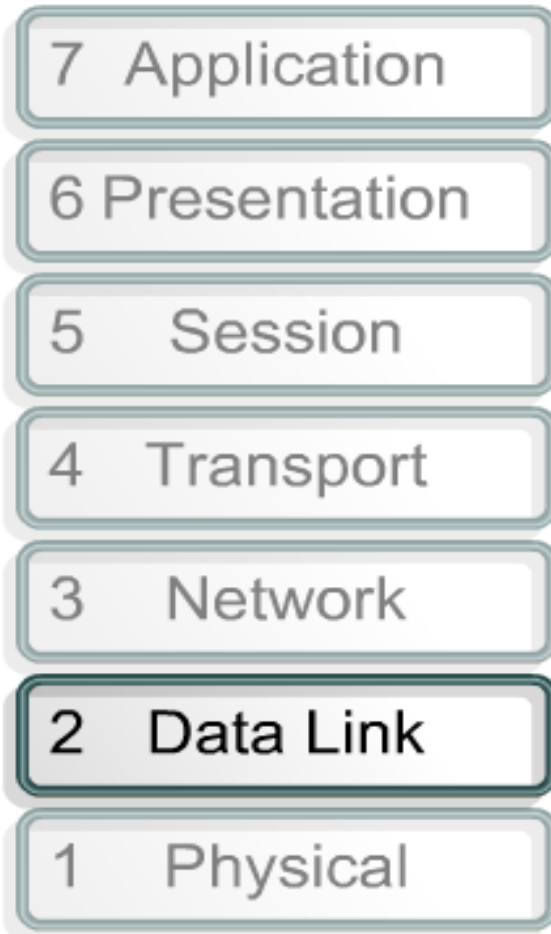 7 Application
6 Presentation
5 Session
4 Transport
3 Network
2 Data Link
1 Physical